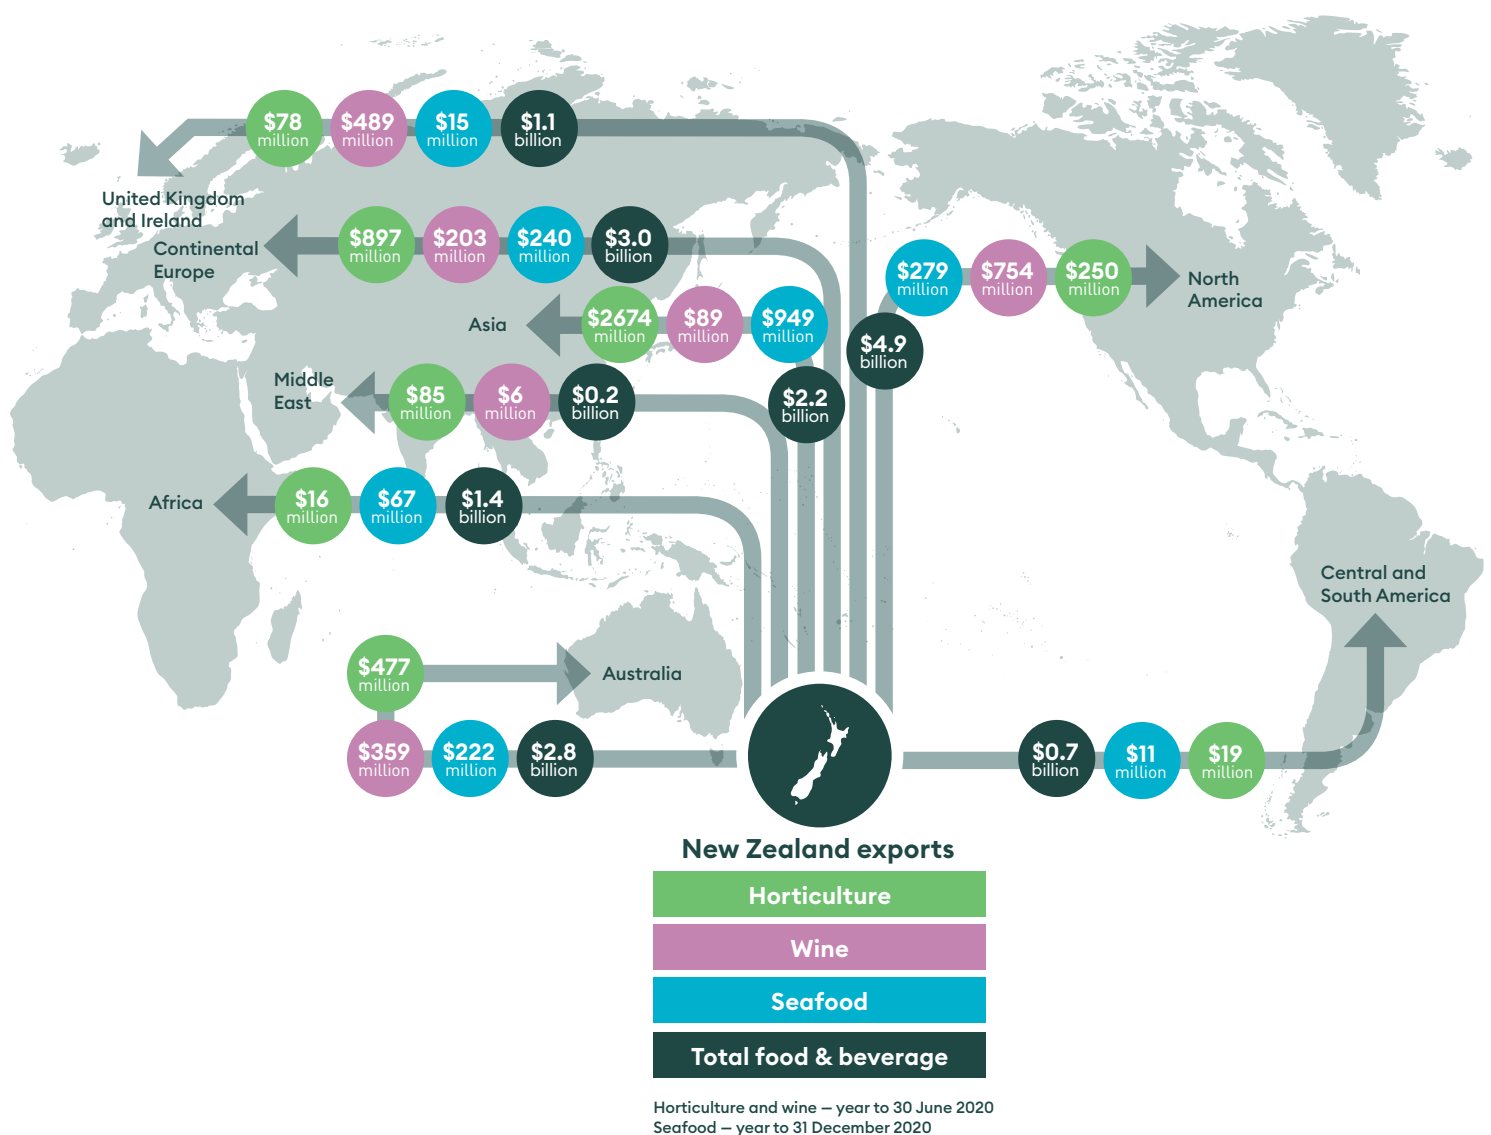 $78
million
$489
million
$15
million
$1.1
billion
United Kingdom
and Ireland
$897
million
$203
million
$240
million
$3.0
billion
Continental
Europe
$279
million
$754
million
$250
million
North
America
Asia
$2674
million
$89
million
$949
million
$4.9
billion
Middle
East
$85
million
$6
million
$0.2
billion
$2.2
billion
Africa
$16
million
$67
million
$1.4
billion
Central and
South America
$477
million
Australia
$359
million
$222
million
$2.8
billion
$0.7
billion
$11
million
$19
million
New Zealand exports
Horticulture
Wine
Seafood
Total food & beverage
Horticulture and wine – year to 30 June 2020
Seafood – year to 31 December 2020